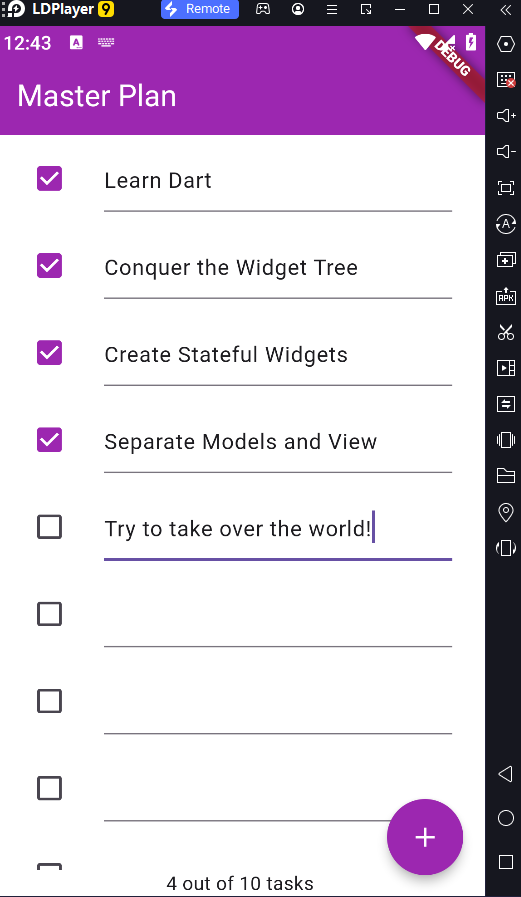 LDPlayer 9
Remote
12:43
A
DEBUG
Master Plan
Learn Dart
Conquer the Widget Tree
Create Stateful Widgets
Separate Models and View
Try to take over the world!
4 out of 10 tasks
+
A
APK